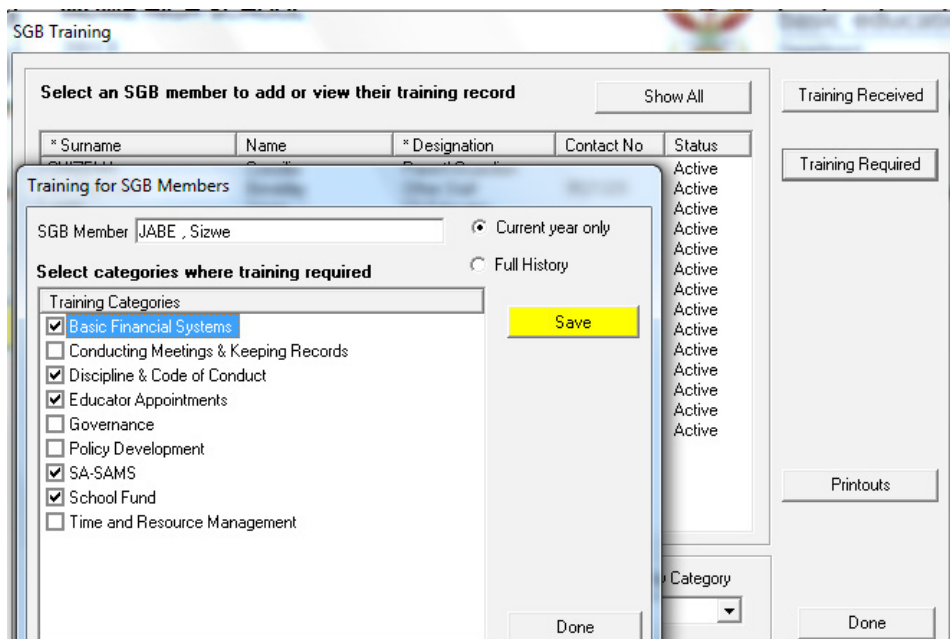 SGB Training
Select an SGB member to add or view their training record
Show All
Training Received
* Surname Name * Designation Contact No Status
Active
Training Required
Active
Active
Active
Active
Active
Active
Active
Active
Active
Active
Active
Active
Active
Training for SGB Members
SGB Member JABE , Sizwe
Current year only
Full History
Select categories where training required
Training Categories
Basic Financial Systems
Conducting Meetings & Keeping Records
Discipline & Code of Conduct
Educator Appointments
Governance
Policy Development
SA-SAMS
School Fund
Time and Resource Management
Save
Printouts
Category
Done
Done